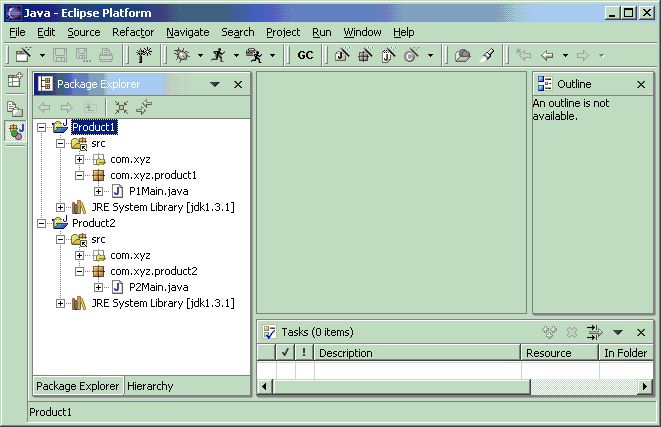 Java - Eclipse Platform
File Edit Source Refactor Navigate Search Project Run Window Help
GC
Package Explorer
Product1
src
com.xyz
com.xyz.product1
P1Main.java
JRE System Library [jdk1.3.1]
Product2
src
com.xyz
com.xyz.product2
P2Main.java
JRE System Library [jdk1.3.1]
Package Explorer Hierarchy
Outline
An outline is not
available.
Tasks (0 items)
! Description Resource In Folder
Product1